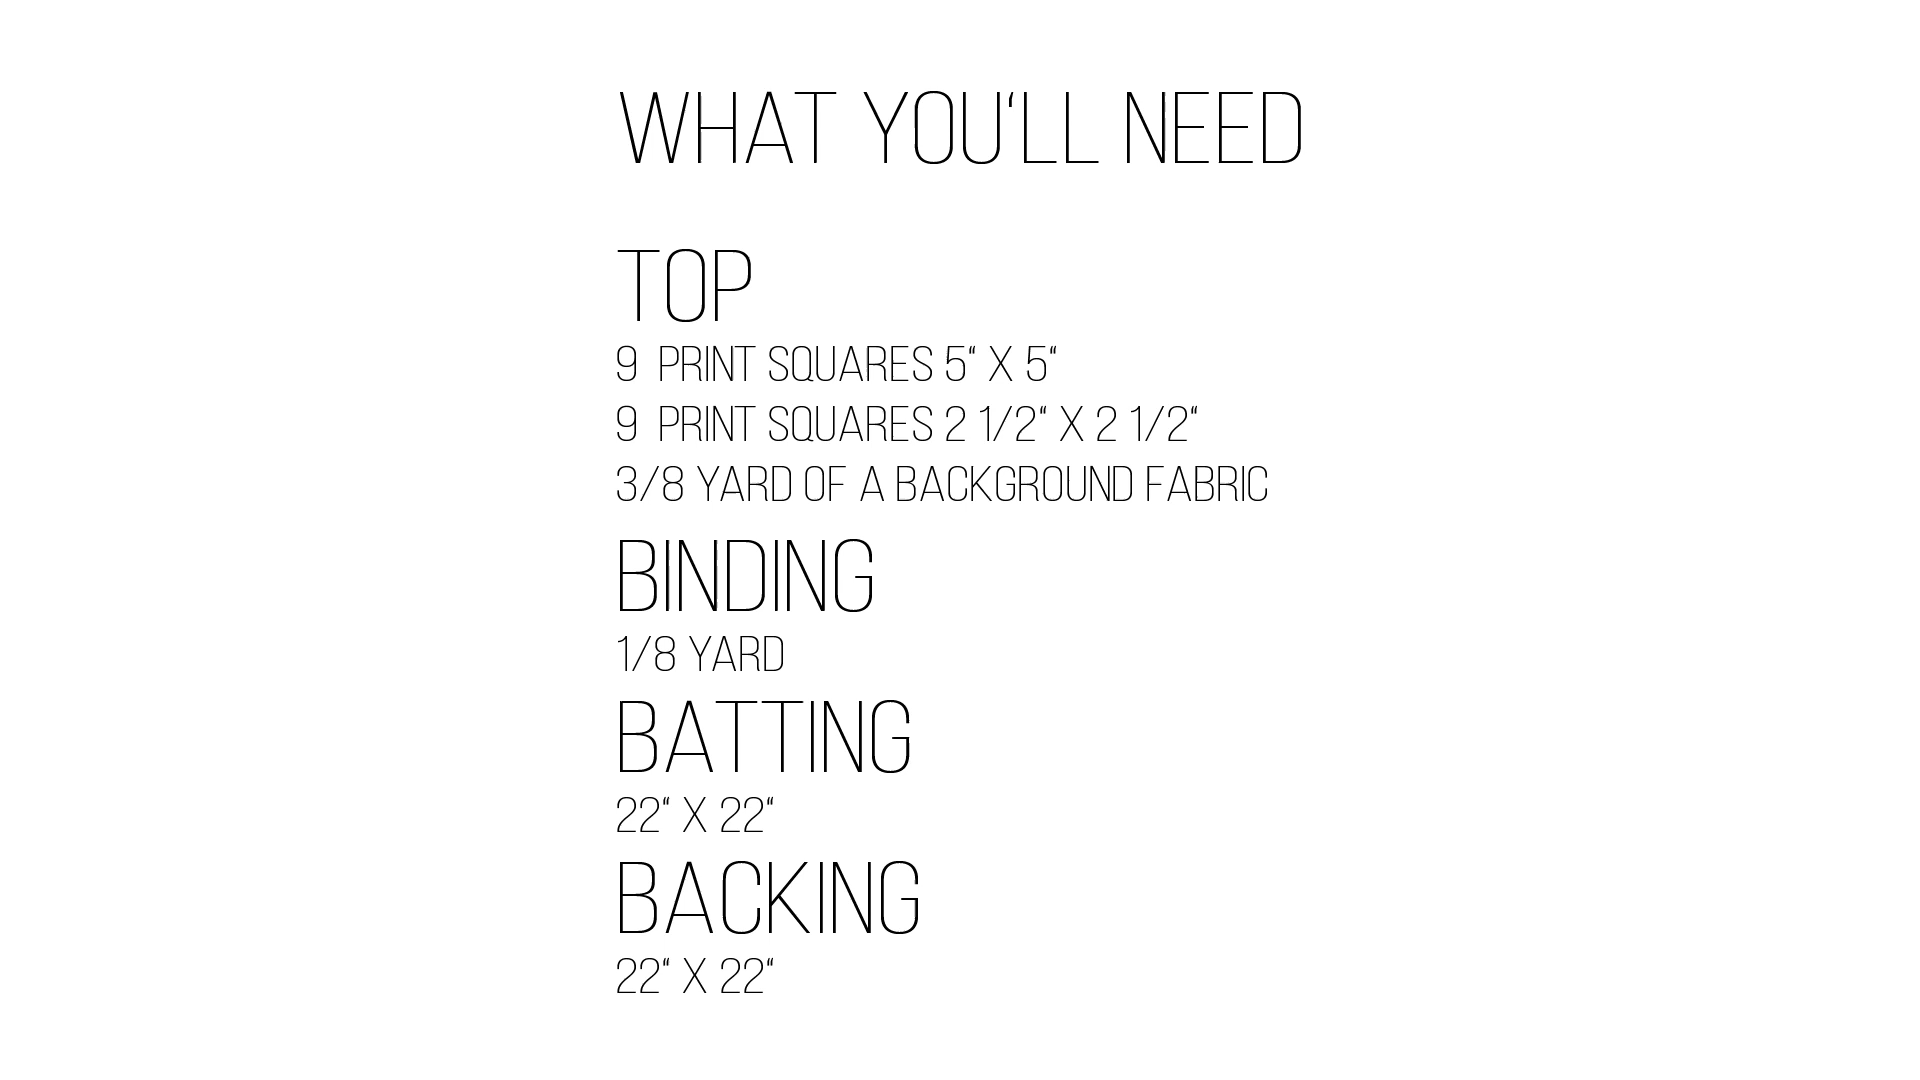 WHAT YOU‘LL NEED
TOP
9  PRINT SQUARES 5“ X 5“
9  PRINT SQUARES 2 1/2“ X 2 1/2“
3/8 YARD OF A BACKGROUND FABRIC
BINDING
1/8 YARD
BATTING
22“ X 22“
BACKING
22“ X 22“